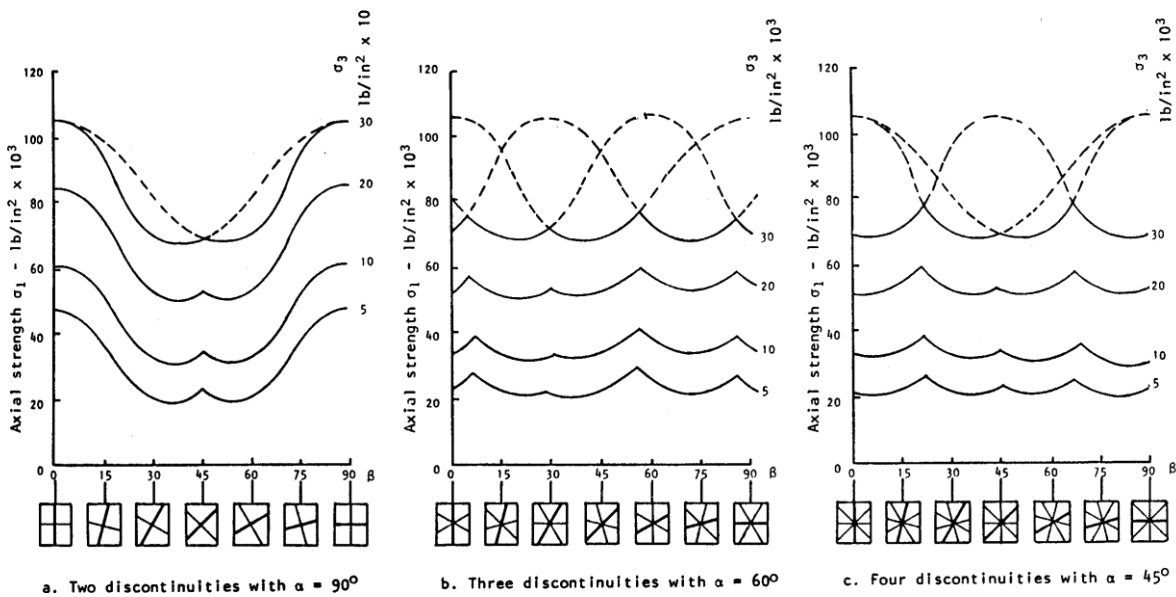 σ3
lb/in² x 10
Axial strength σ1 - lb/in² x 10³
120
100
80
60
40
20
0
30
20
10
5
0 15 30 45 60 75 90 β
a. Two discontinuities with α = 90°
σ3
lb/in² x 10³
Axial strength σ1 - lb/in² x 10³
120
100
80
60
40
20
30
20
10
5
0 15 30 45 60 75 90 β
b. Three discontinuities with α = 60°
σ3
lb/in² x 10³
Axial strength σ1 - lb/in² x 10³
120
100
80
60
40
20
0
30
20
10
5
0 15 30 45 60 75 90 β
c. Four discontinuities with α = 45°